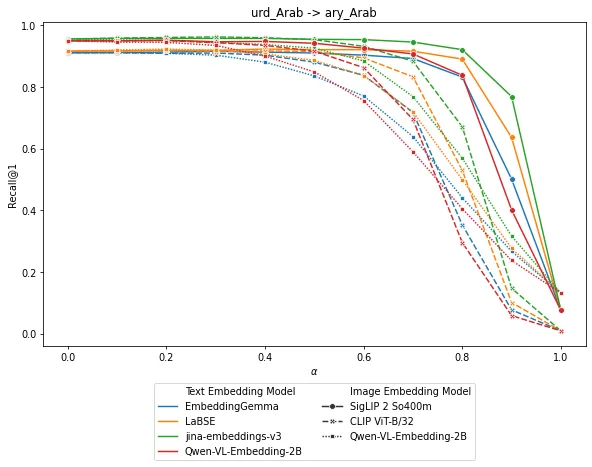 urd_Arab -> ary_Arab
Recall@1
1.0
0.8
0.6
0.4
0.2
0.0
0.0 0.2 0.4 0.6 0.8 1.0
α
Text Embedding Model Image Embedding Model
EmbeddingGemma SigLIP 2 So400m
LaBSE CLIP ViT-B/32
jina-embeddings-v3 Qwen-VL-Embedding-2B
Qwen-VL-Embedding-2B